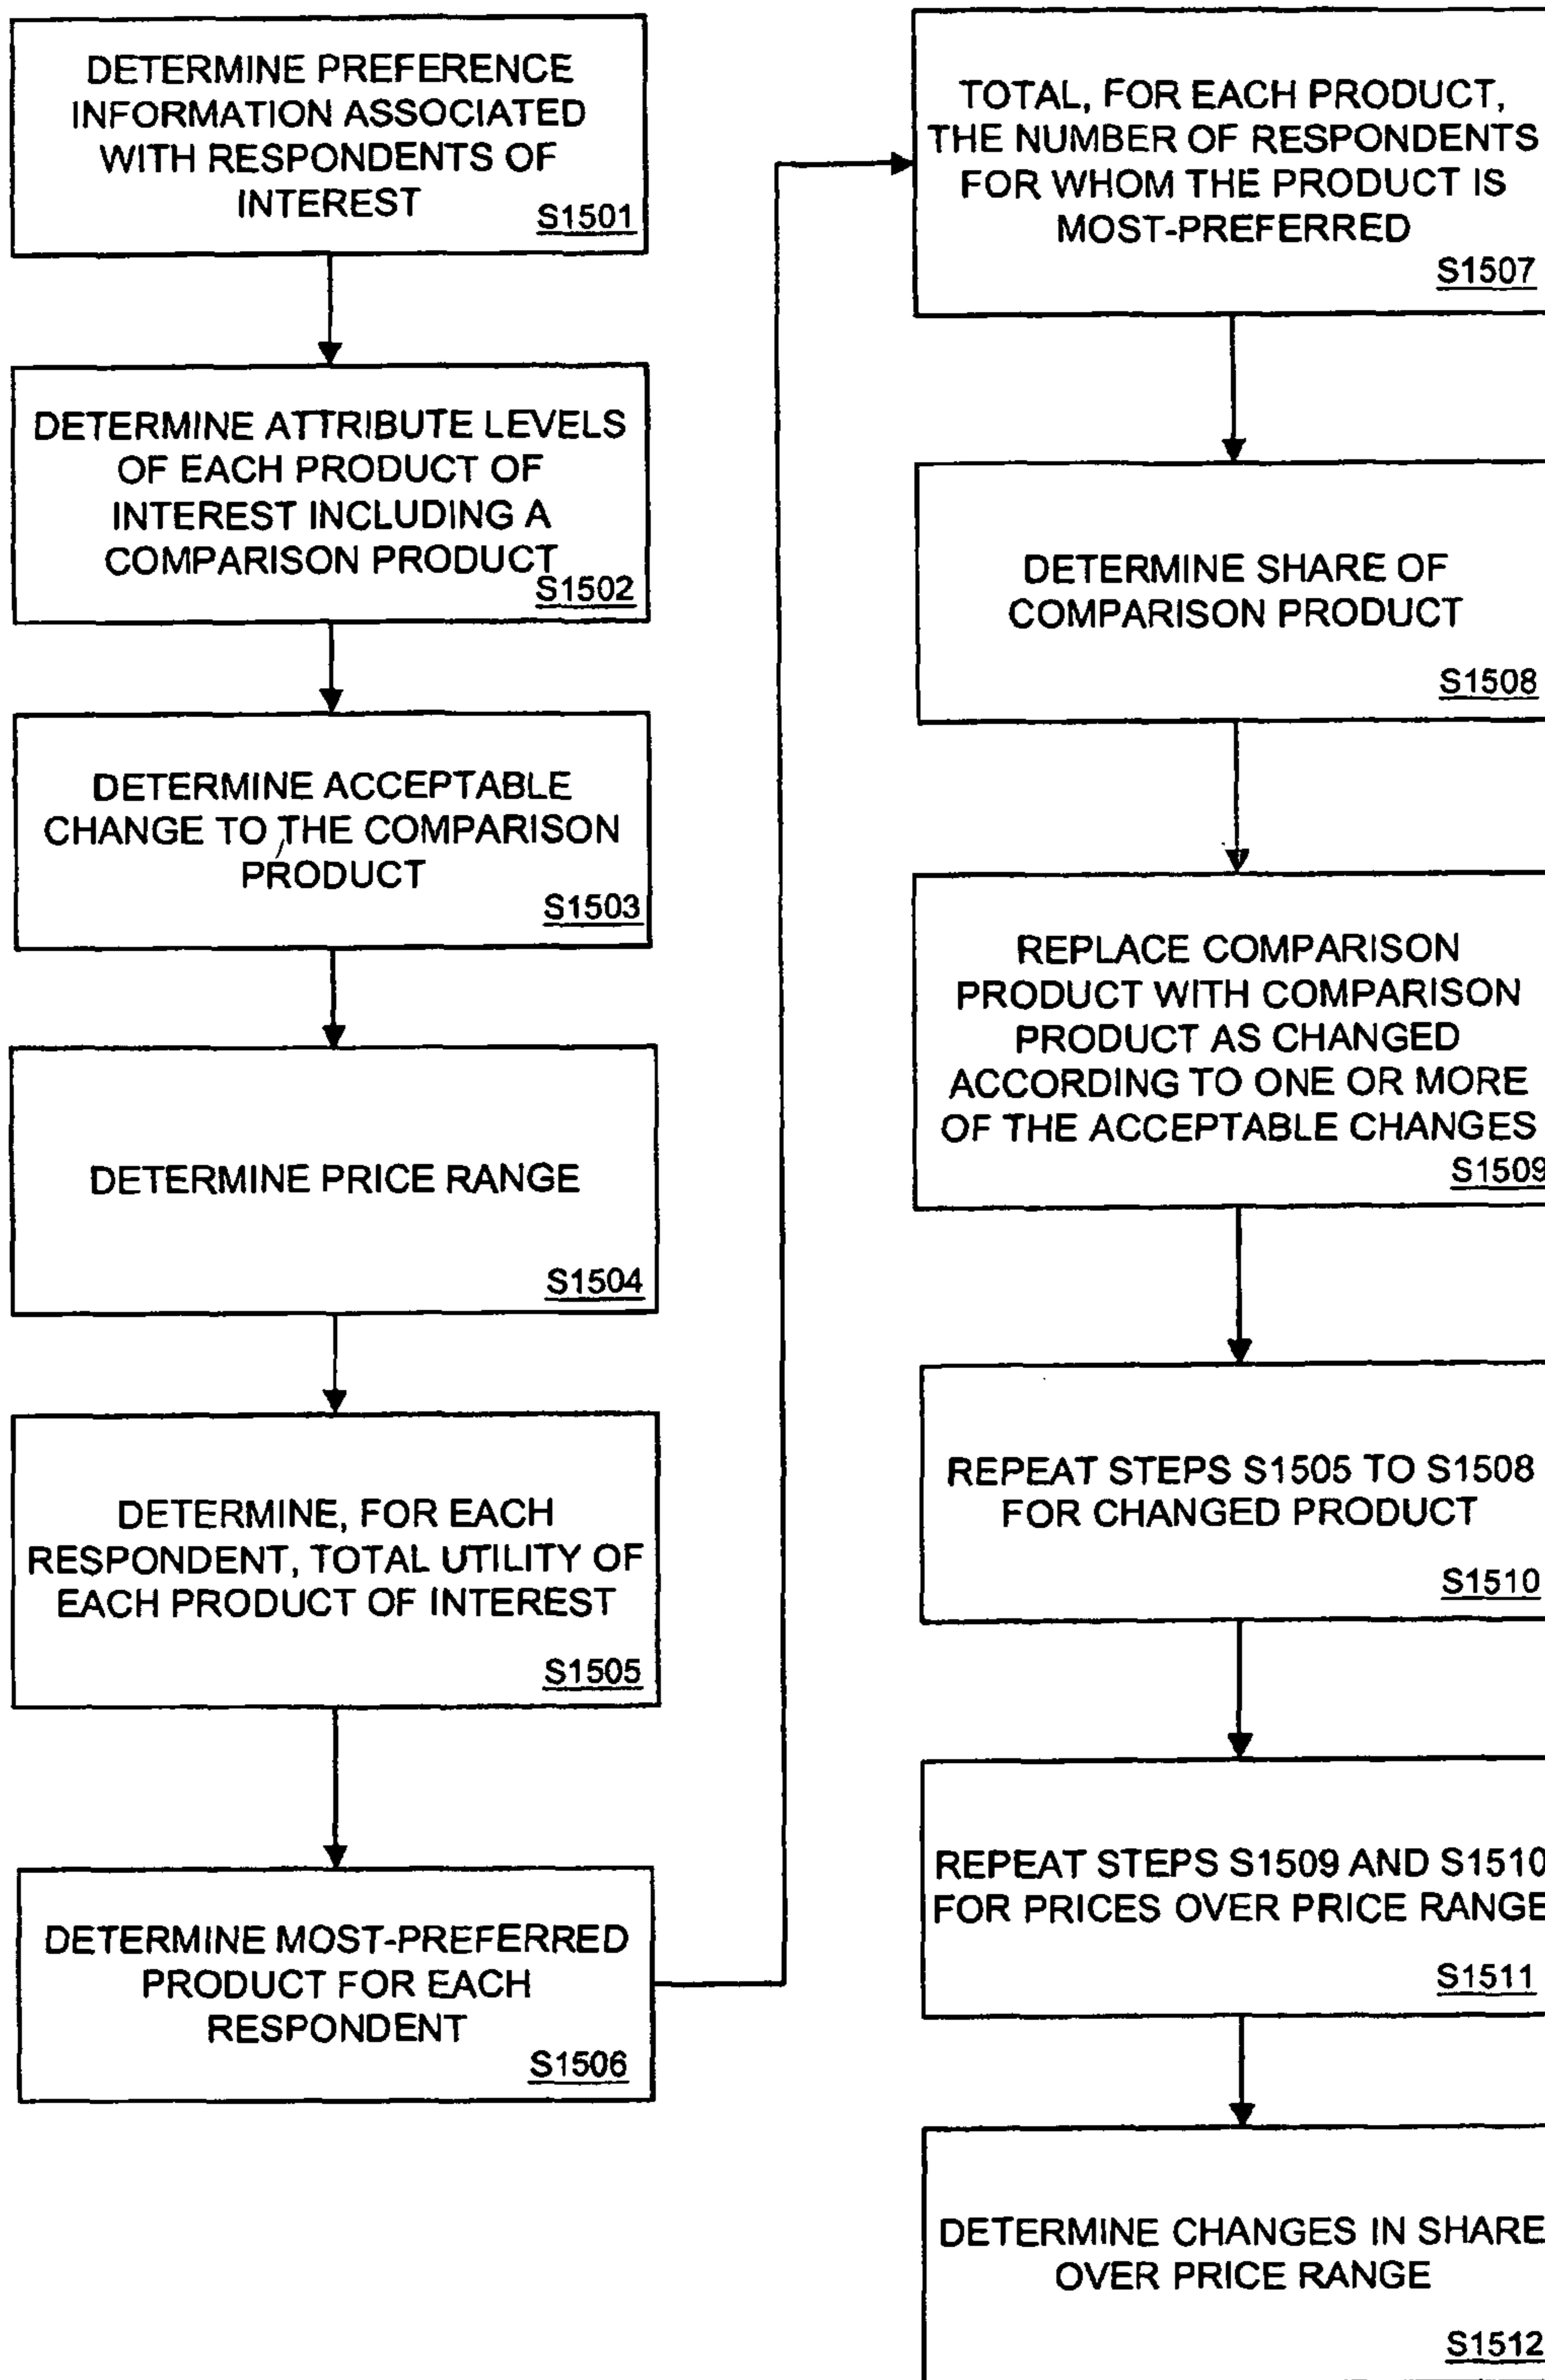 DETERMINE PREFERENCE
INFORMATION ASSOCIATED
WITH RESPONDENTS OF
INTEREST
S1501
DETERMINE ATTRIBUTE LEVELS
OF EACH PRODUCT OF
INTEREST INCLUDING A
COMPARISON PRODUCT
S1502
DETERMINE ACCEPTABLE
CHANGE TO THE COMPARISON
PRODUCT
S1503
DETERMINE PRICE RANGE
S1504
DETERMINE, FOR EACH
RESPONDENT, TOTAL UTILITY OF
EACH PRODUCT OF INTEREST
S1505
DETERMINE MOST-PREFERRED
PRODUCT FOR EACH
RESPONDENT
S1506
TOTAL, FOR EACH PRODUCT,
THE NUMBER OF RESPONDENTS
FOR WHOM THE PRODUCT IS
MOST-PREFERRED
S1507
DETERMINE SHARE OF
COMPARISON PRODUCT
S1508
REPLACE COMPARISON
PRODUCT WITH COMPARISON
PRODUCT AS CHANGED
ACCORDING TO ONE OR MORE
OF THE ACCEPTABLE CHANGES
S1509
REPEAT STEPS S1505 TO S1508
FOR CHANGED PRODUCT
S1510
REPEAT STEPS S1509 AND S1510
FOR PRICES OVER PRICE RANGE
S1511
DETERMINE CHANGES IN SHARE
OVER PRICE RANGE
S1512